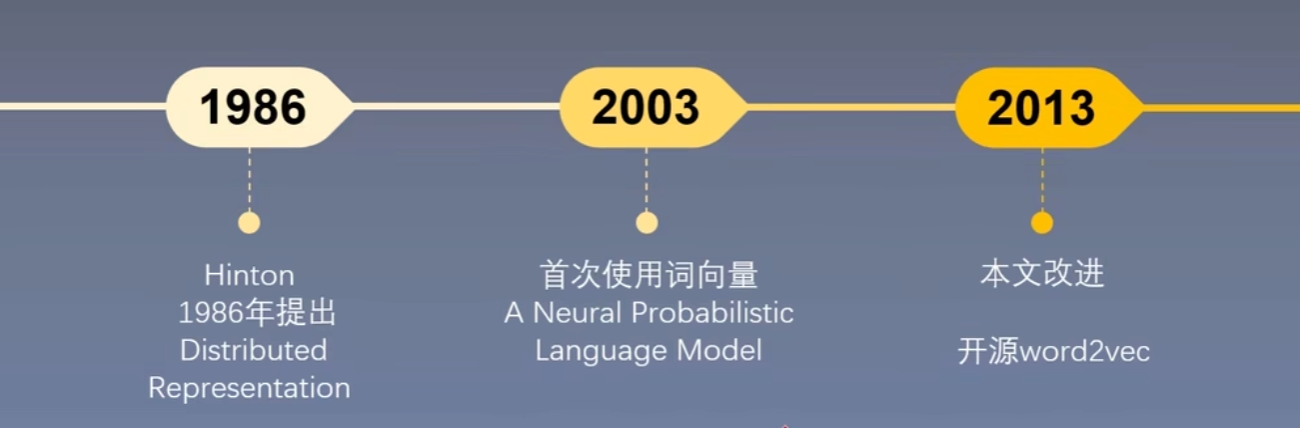 1986
2003
2013
Hinton
1986年提出
Distributed
Representation
首次使用词向量
A Neural Probabilistic
Language Model
本文改进
开源word2vec